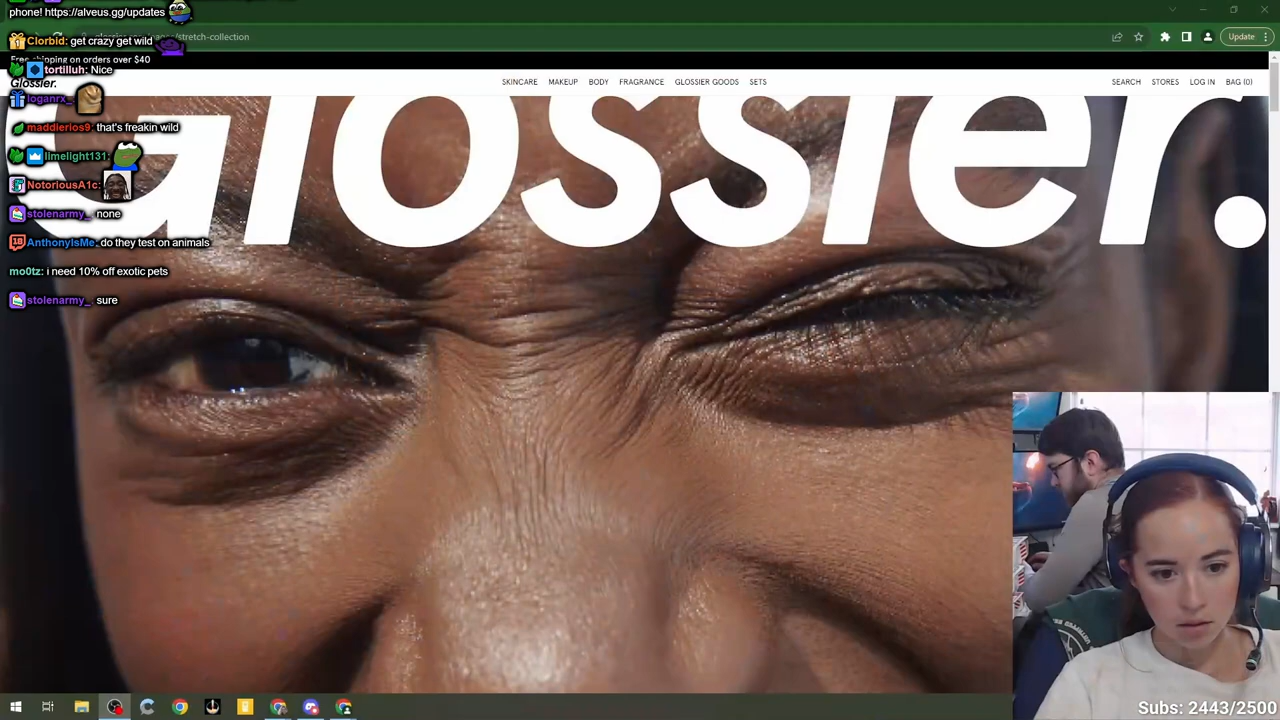 phone! https://alveus.gg/updates
Clorbid: get crazy get wild
/stretch-collection
Update
Free shipping on orders over $40
tortilluh: Nice
Glossier.
SKINCARE MAKEUP BODY FRAGRANCE GLOSSIER GOODS SETS
SEARCH STORES LOG IN BAG (0)
loganrx_:
maddierios9: that's freakin wild
limelight131:
NotoriousA1c:
stolenarmy_: none
AnthonyIsMe: do they test on animals
mo0tz: i need 10% off exotic pets
stolenarmy_: sure
Glossier.
Subs: 2443/2500